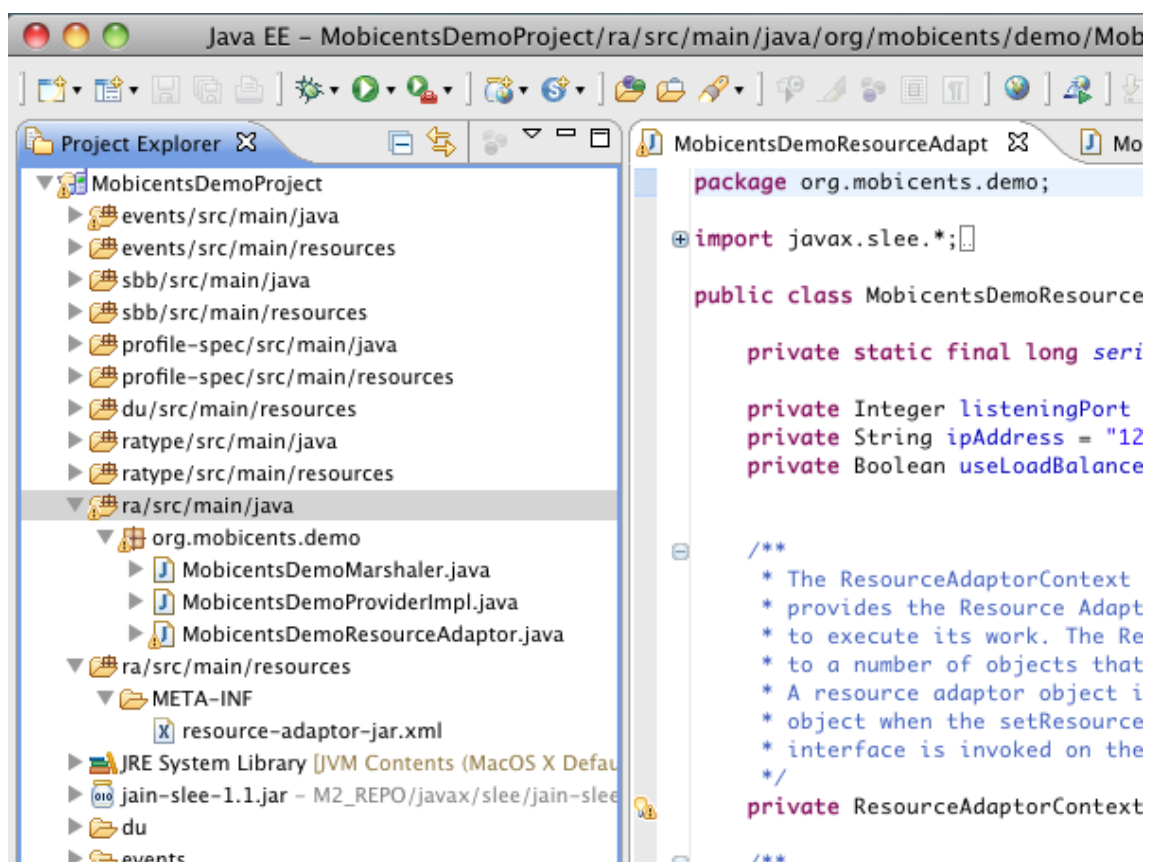 Java EE – MobicentsDemoProject/ra/src/main/java/org/mobicents/demo/Mob
Project Explorer
MobicentsDemoProject
events/src/main/java
events/src/main/resources
sbb/src/main/java
sbb/src/main/resources
profile-spec/src/main/java
profile-spec/src/main/resources
du/src/main/resources
ratype/src/main/java
ratype/src/main/resources
ra/src/main/java
org.mobicents.demo
MobicentsDemoMarshaler.java
MobicentsDemoProviderImpl.java
MobicentsDemoResourceAdaptor.java
ra/src/main/resources
META-INF
resource-adaptor-jar.xml
JRE System Library [JVM Contents (MacOS X Defau
jain-slee-1.1.jar – M2_REPO/javax/slee/jain-slee
du
events
MobicentsDemoResourceAdapt
Mo
package org.mobicents.demo;
import javax.slee.*;
public class MobicentsDemoResource
private static final long seri
private Integer listeningPort
private String ipAddress = "12
private Boolean useLoadBalance
/**
* The ResourceAdaptorContext
* provides the Resource Adapt
* to execute its work. The Re
* to a number of objects that
* A resource adaptor object i
* object when the setResource
* interface is invoked on the
*/
private ResourceAdaptorContext
/**